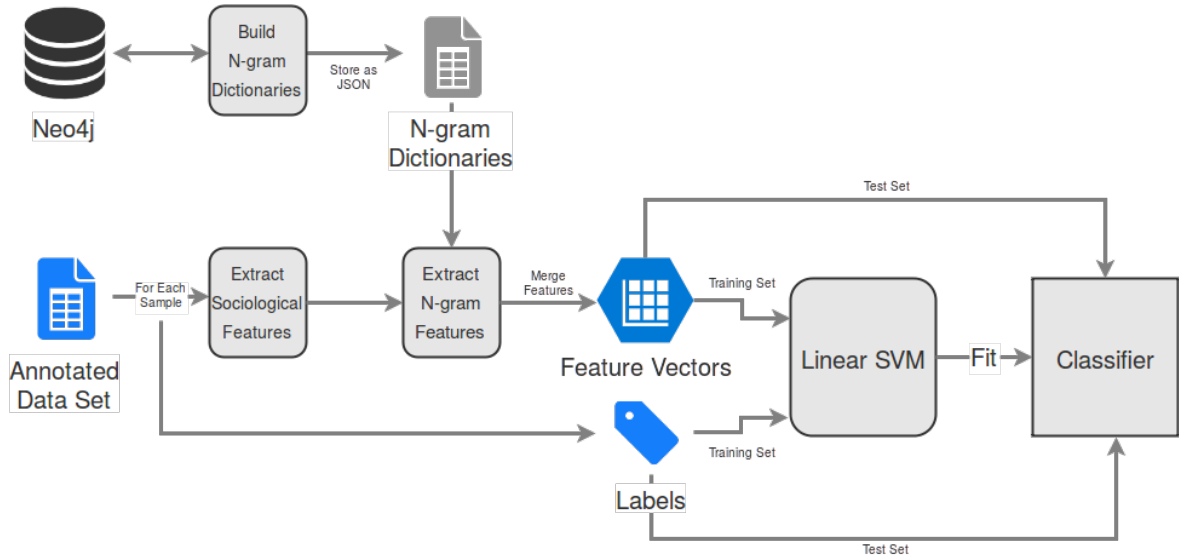 Build
N-gram
Dictionaries
Store as
JSON
Neo4j
N-gram
Dictionaries
Test Set
For Each
Sample
Extract
Sociological
Features
Extract
N-gram
Features
Merge
Features
Training Set
Feature Vectors
Linear SVM
Fit
Classifier
Annotated
Data Set
Training Set
Labels
Test Set